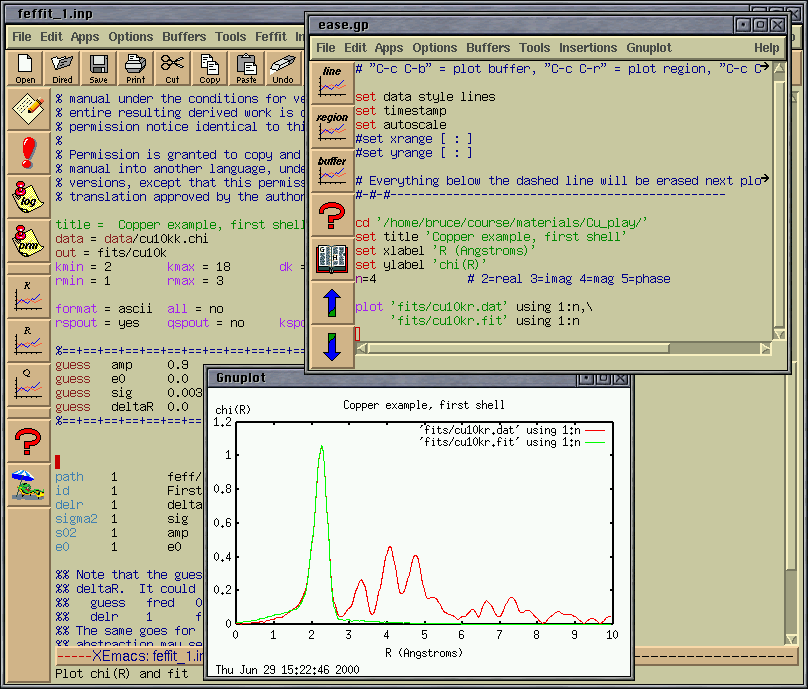 feffit_1.inp
File Edit Apps Options Buffers Tools Feffit In
Open Dired Save Print Cut Copy Paste Undo
log
prm
k
R
Q
% manual under the conditions for ve
% entire resulting derived work is d
% permission notice identical to thi
%
% Permission is granted to copy and
% manual into another language, unde
% versions, except that this permiss
% translation approved by the author
title = Copper example, first shell
data = data/cu10kk.chi
out = fits/cu10k
kmin = 2 kmax = 18 dk =
rmin = 1 rmax = 3
format = ascii all = no
rspout = yes qspout = no kspo
%==+==+==+==+==+==+==
guess amp 0.9
guess e0 0.0
guess sig 0.003
guess deltaR 0.0
%==+==+==+==+==+==+==
path 1 feff/
id 1 First
delr 1 delta
sigma2 1 sig
s02 1 amp
e0 1 e0
%% Note that the gues
%% deltaR. It could
%% guess fred 0
%% delr 1 f
%% The same goes for
%% abstraction may se
-----XEmacs: feffit_1.in
Plot chi(R) and fit
ease.gp
File Edit Apps Options Buffers Tools Insertions Gnuplot Help
line
region
buffer
# "C-c C-b" = plot buffer, "C-c C-r" = plot region, "C-c C
set data style lines
set timestamp
set autoscale
#set xrange [ : ]
#set yrange [ : ]
# Everything below the dashed line will be erased next plo
#-#-#------------------------------------------------
cd '/home/bruce/course/materials/Cu_play/'
set title 'Copper example, first shell'
set xlabel 'R (Angstroms)'
set ylabel 'chi(R)'
n=4 # 2=real 3=imag 4=mag 5=phase
plot 'fits/cu10kr.dat' using 1:n,\
'fits/cu10kr.fit' using 1:n
Gnuplot
Copper example, first shell
chi(R)
1.2
1
0.8
0.6
0.4
0.2
0
'fits/cu10kr.dat' using 1:n
'fits/cu10kr.fit' using 1:n
0 1 2 3 4 5 6 7 8 9 10
R (Angstroms)
Thu Jun 29 15:22:46 2000